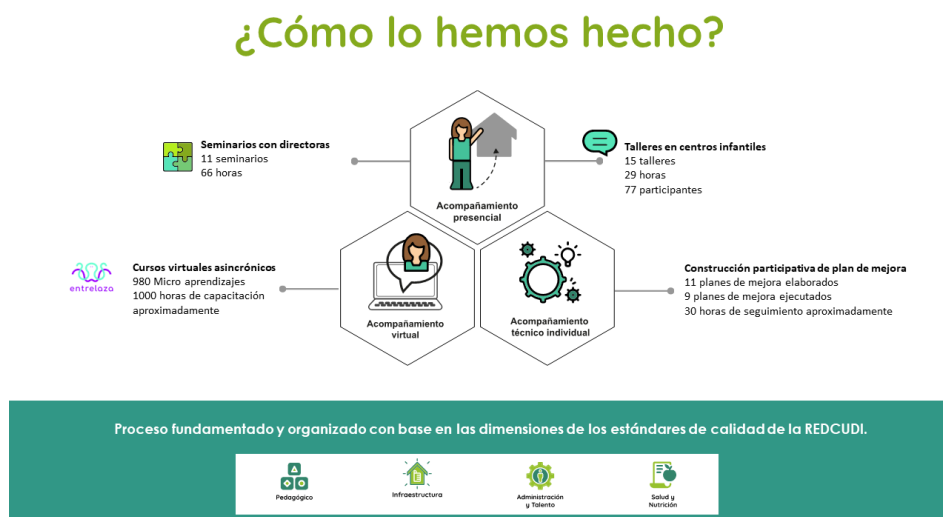 ¿Cómo lo hemos hecho?
Seminarios con directoras
11 seminarios
66 horas
Talleres en centros infantiles
15 talleres
29 horas
77 participantes
Acompañamiento
presencial
entrelaza
Cursos virtuales asincrónicos
980 Micro aprendizajes
1000 horas de capacitación
aproximadamente
Acompañamiento
virtual
Acompañamiento
técnico individual
Construcción participativa de plan de mejora
11 planes de mejora elaborados
9 planes de mejora ejecutados
30 horas de seguimiento aproximadamente
Proceso fundamentado y organizado con base en las dimensiones de los estándares de calidad de la REDCUDI.
Pedagógico
Infraestructura
Administración
y Talento
Salud y
Nutrición